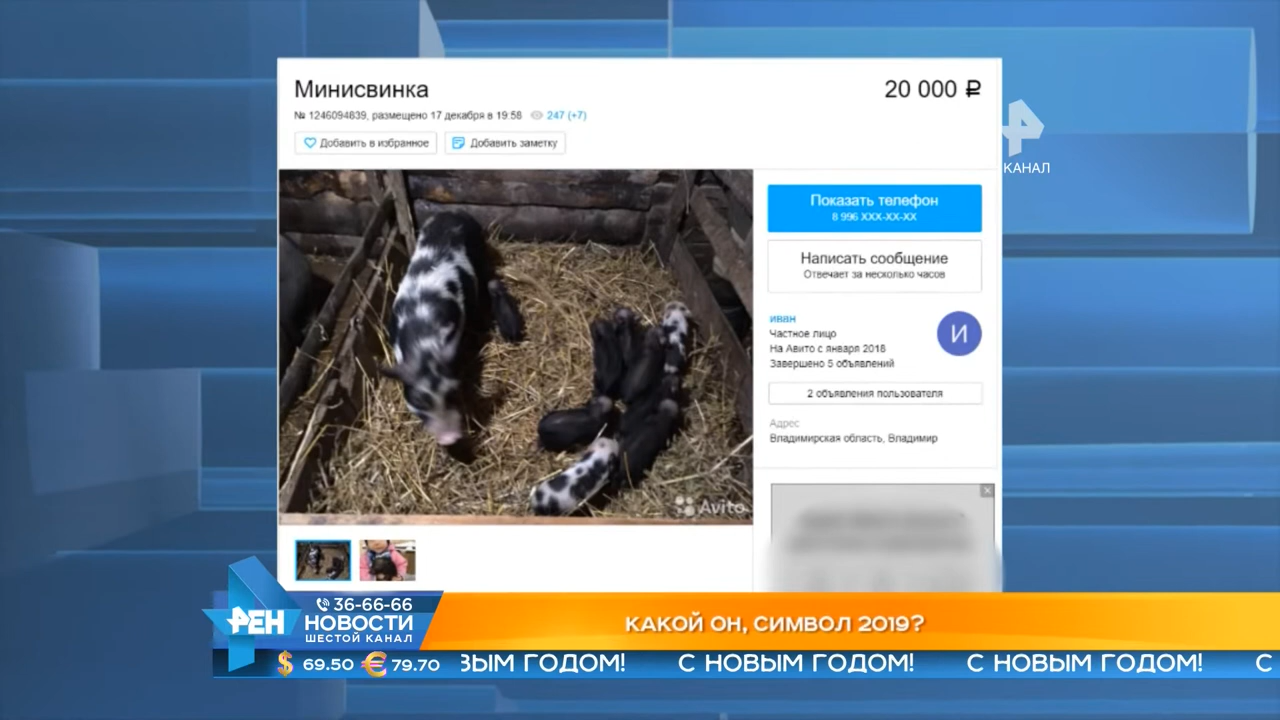 Минисвинка
20 000 ₽
№ 1246094839, размещено 17 декабря в 19:58 247 (+7)
Добавить в избранное
Добавить заметку
КАНАЛ
Показать телефон
8 996 XXX-XX-XX
Написать сообщение
Отвечает за несколько часов
иван
Частное лицо
На Авито с января 2018
Завершено 5 объявлений
И
2 объявления пользователя
Адрес
Владимирская область, Владимир
Avito
РЕН
36-66-66
НОВОСТИ
ШЕСТОЙ КАНАЛ
КАКОЙ ОН, СИМВОЛ 2019?
$ 69.50 € 79.70
ВЫМ ГОДОМ! С НОВЫМ ГОДОМ! С НОВЫМ ГОДОМ! С